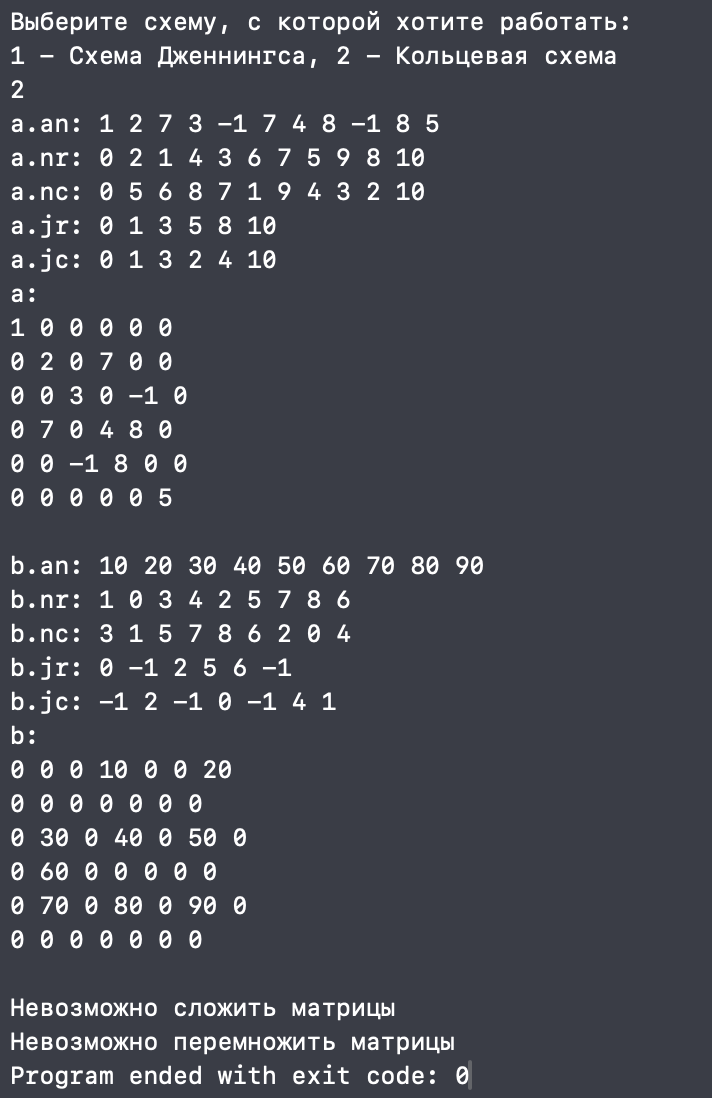 Выберите схему, с которой хотите работать:
1 – Схема Дженнингса, 2 – Кольцевая схема
2
a.an: 1 2 7 3 –1 7 4 8 –1 8 5
a.nr: 0 2 1 4 3 6 7 5 9 8 10
a.nc: 0 5 6 8 7 1 9 4 3 2 10
a.jr: 0 1 3 5 8 10
a.jc: 0 1 3 2 4 10
a:
1 0 0 0 0 0
0 2 0 7 0 0
0 0 3 0 –1 0
0 7 0 4 8 0
0 0 –1 8 0 0
0 0 0 0 0 5

b.an: 10 20 30 40 50 60 70 80 90
b.nr: 1 0 3 4 2 5 7 8 6
b.nc: 3 1 5 7 8 6 2 0 4
b.jr: 0 –1 2 5 6 –1
b.jc: –1 2 –1 0 –1 4 1
b:
0 0 0 10 0 0 20
0 0 0 0 0 0 0
0 30 0 40 0 50 0
0 60 0 0 0 0 0
0 70 0 80 0 90 0
0 0 0 0 0 0 0

Невозможно сложить матрицы
Невозможно перемножить матрицы
Program ended with exit code: 0